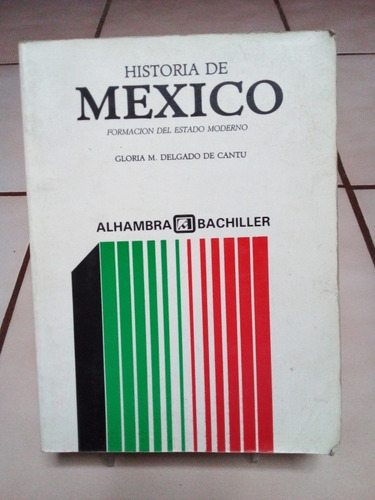 HISTORIA DE
MEXICO
FORMACION DEL ESTADO MODERNO
GLORIA M. DELGADO DE CANTU
ALHAMBRA BACHILLER